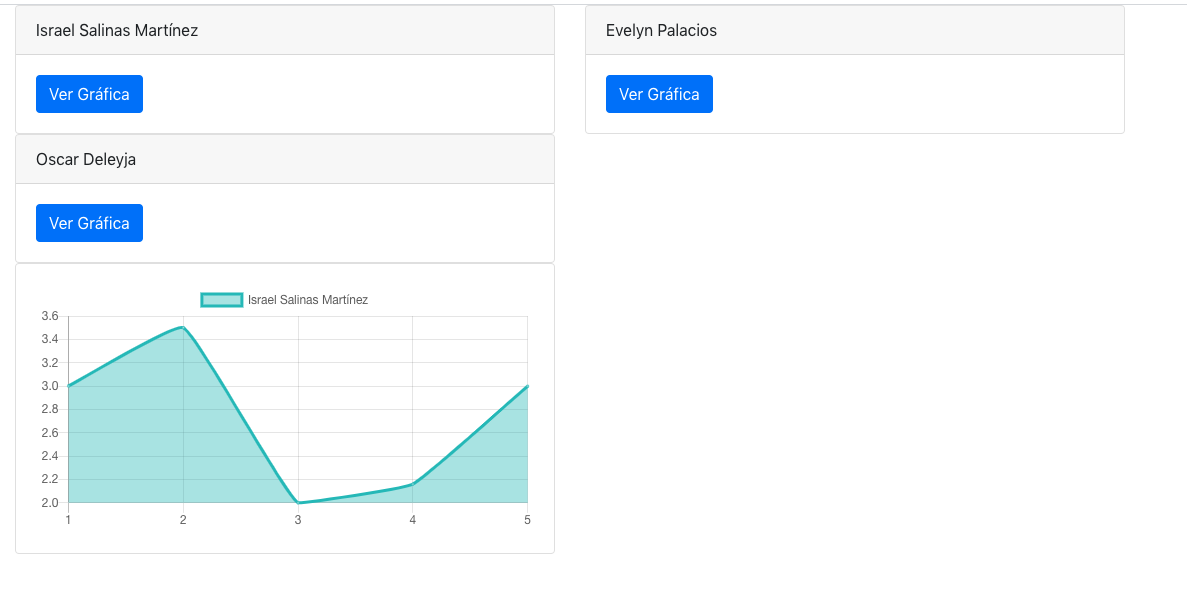 Israel Salinas Martínez
Ver Gráfica
Evelyn Palacios
Ver Gráfica
Oscar Deleyja
Ver Gráfica
Israel Salinas Martínez
3.6
3.4
3.2
3.0
2.8
2.6
2.4
2.2
2.0
1 2 3 4 5